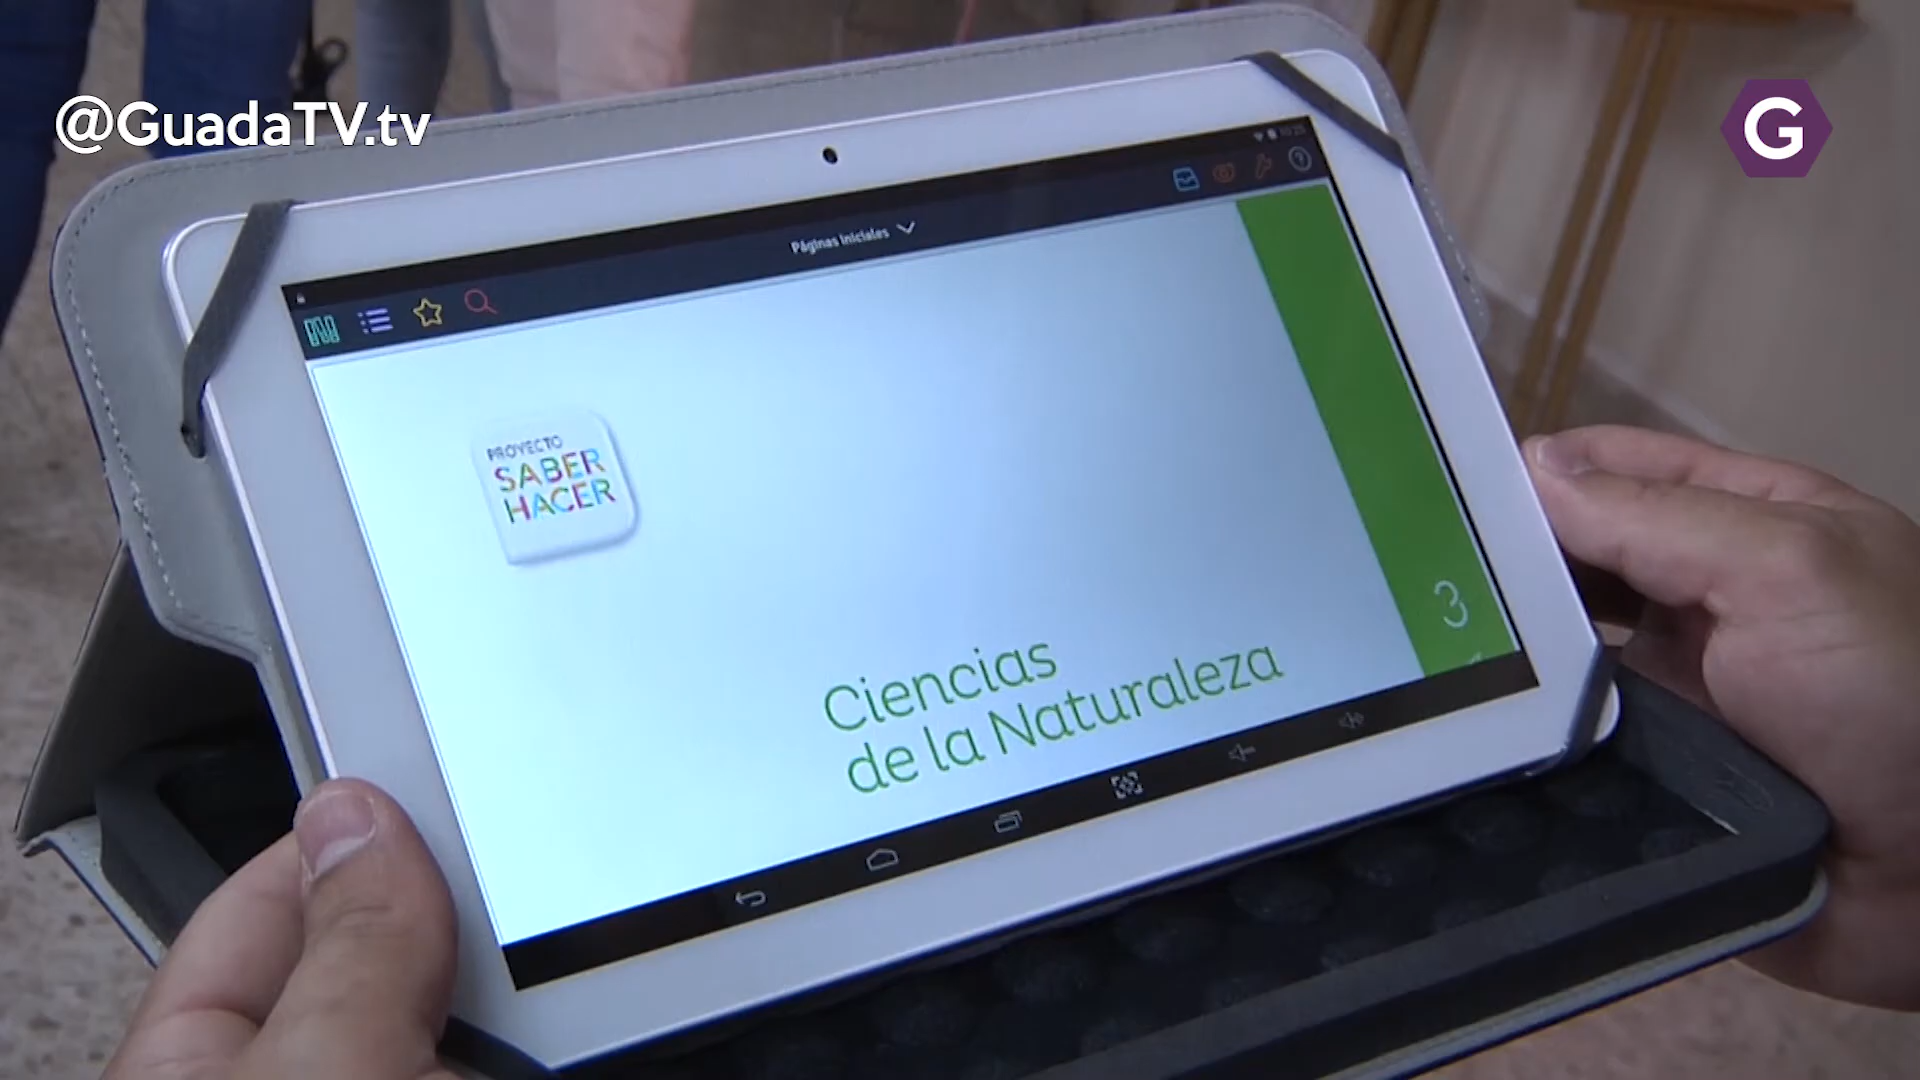 @GuadaTV.tv
G
Páginas iniciales
PROYECTO
SABER
HACER
3
Ciencias
de la Naturaleza